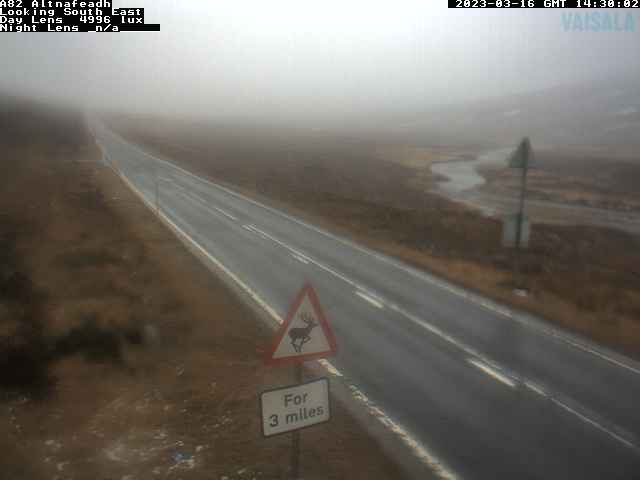 A82 Altnafeadh
Looking South East
Day Lens  4996 lux
Night Lens  n/a
2023-03-16 GMT 14:30:02
VAISALA
For
3 miles